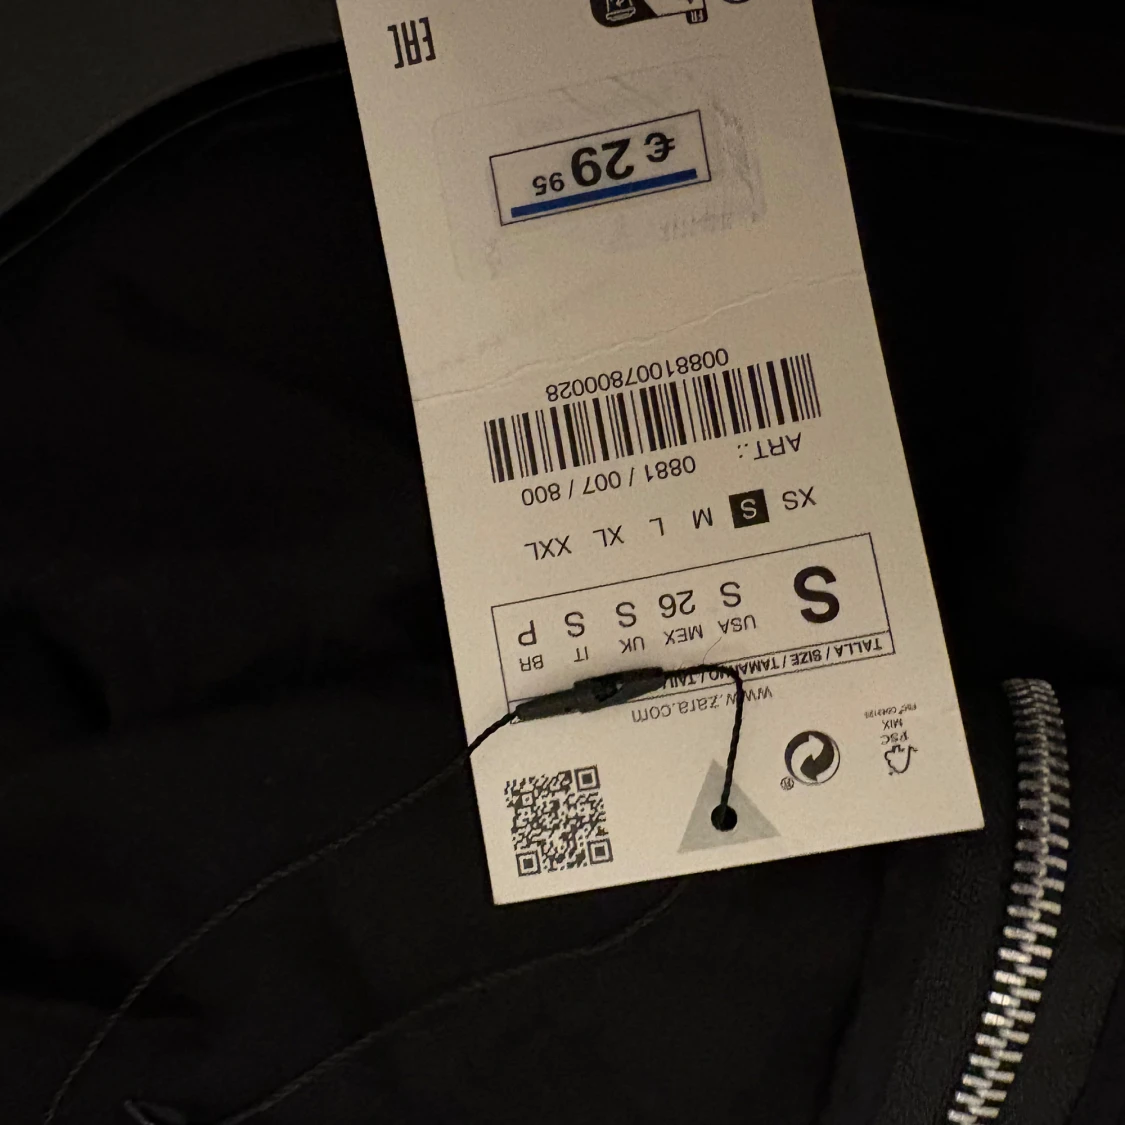 FSC
MIX
www.zara.com
TALLA / SIZE / TAMANHO / TAILLE
S
USA MEX UK IT BR
S 26 S S P
XS S M L XL XXL
ART.: 0881 / 007 / 800
00881007800028
€ 29 95
FR
EAC